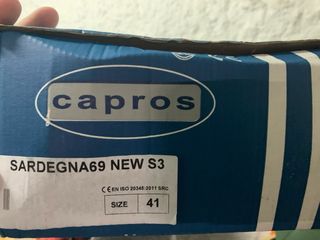 capros
SARDEGNA69 NEW S3
CE EN ISO 20345:2011 SRC
SIZE 41